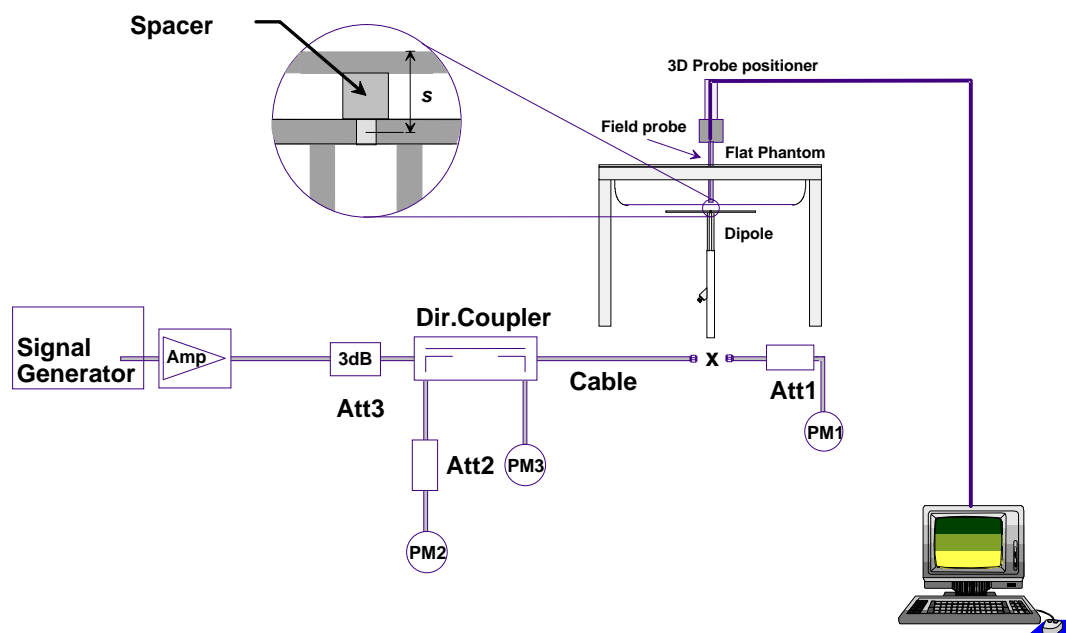 Spacer
s
3D Probe positioner
Field probe
Flat Phantom
Dipole
Signal
Generator
Amp
3dB
Att3
Dir.Coupler
Cable
x
Att1
PM1
Att2
PM3
PM2